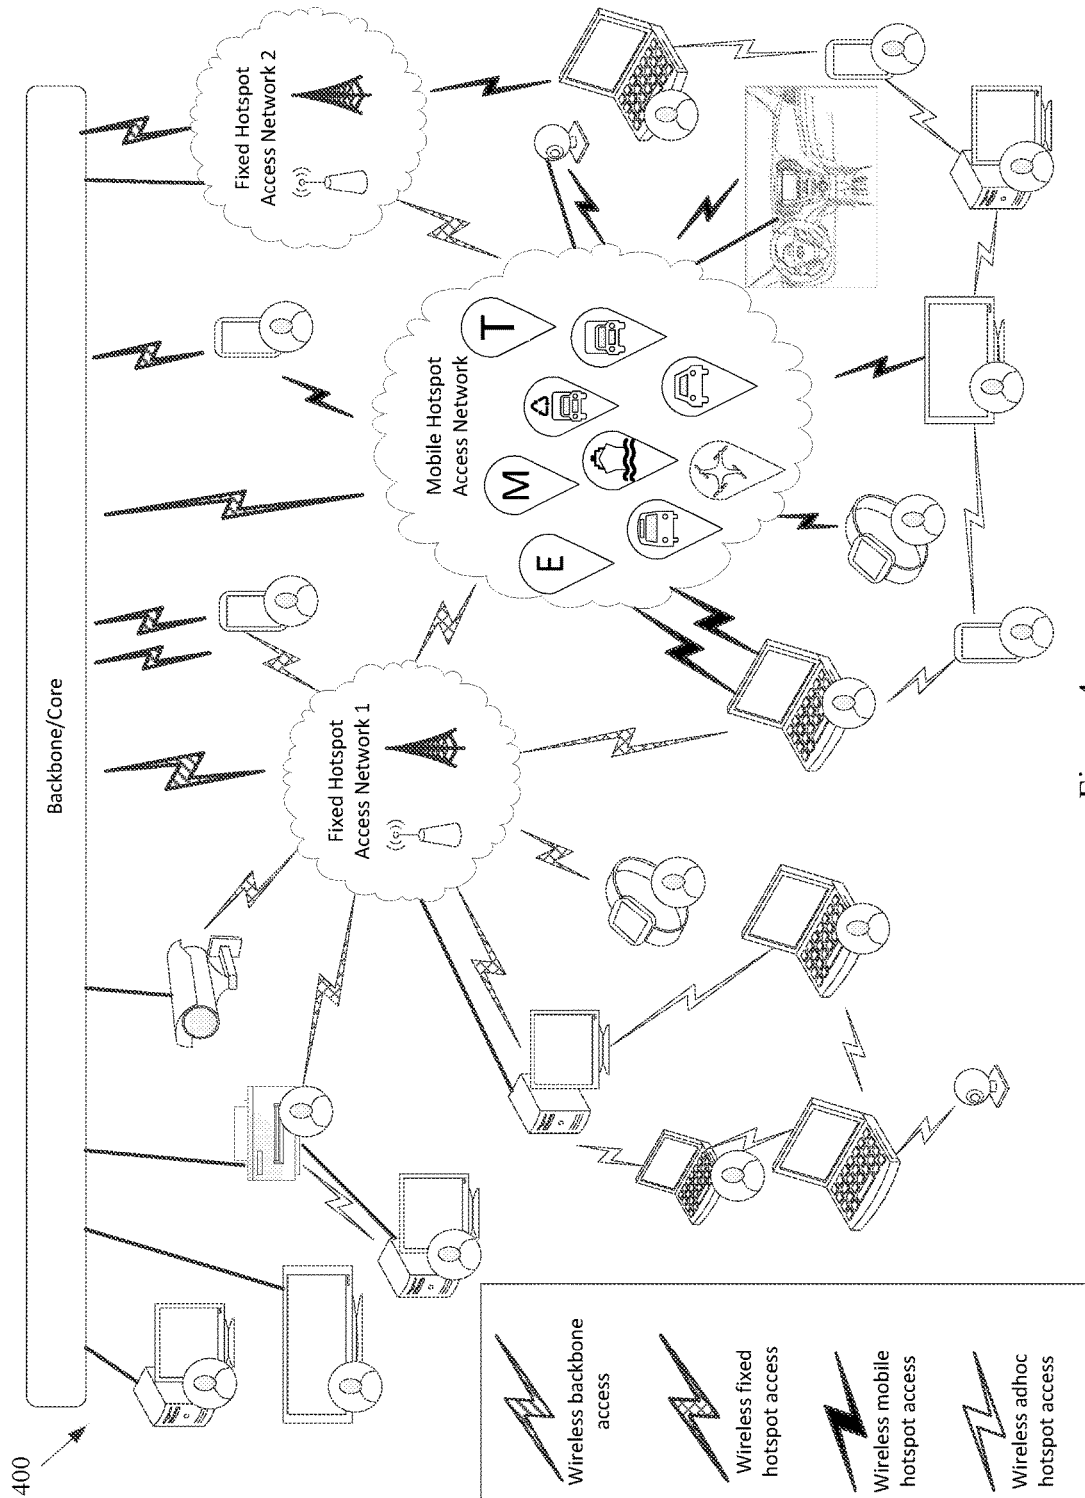 400
Backbone/Core
Fixed Hotspot
Access Network 1
Mobile Hotspot
Access Network
E
M
T
Fixed Hotspot
Access Network 2
Wireless backbone
access
Wireless fixed
hotspot access
Wireless mobile
hotspot access
Wireless adhoc
hotspot access